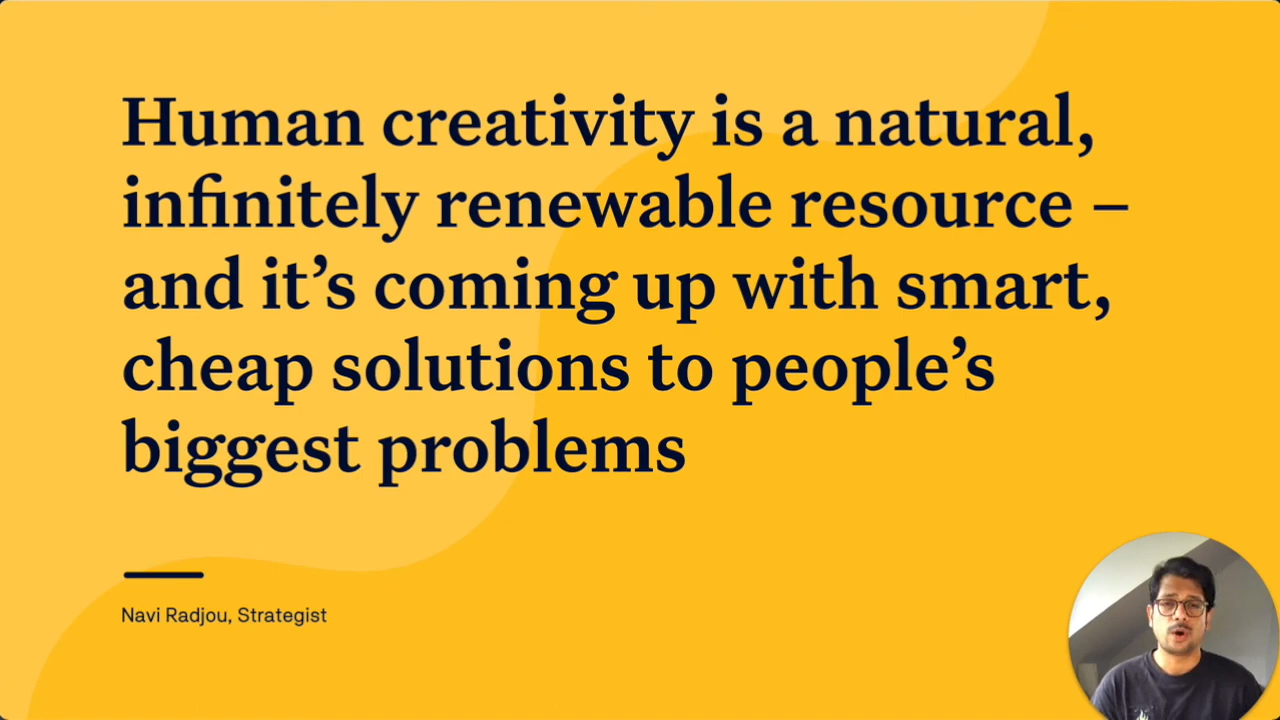 Human creativity is a natural,
infinitely renewable resource –
and it’s coming up with smart,
cheap solutions to people’s
biggest problems
Navi Radjou, Strategist